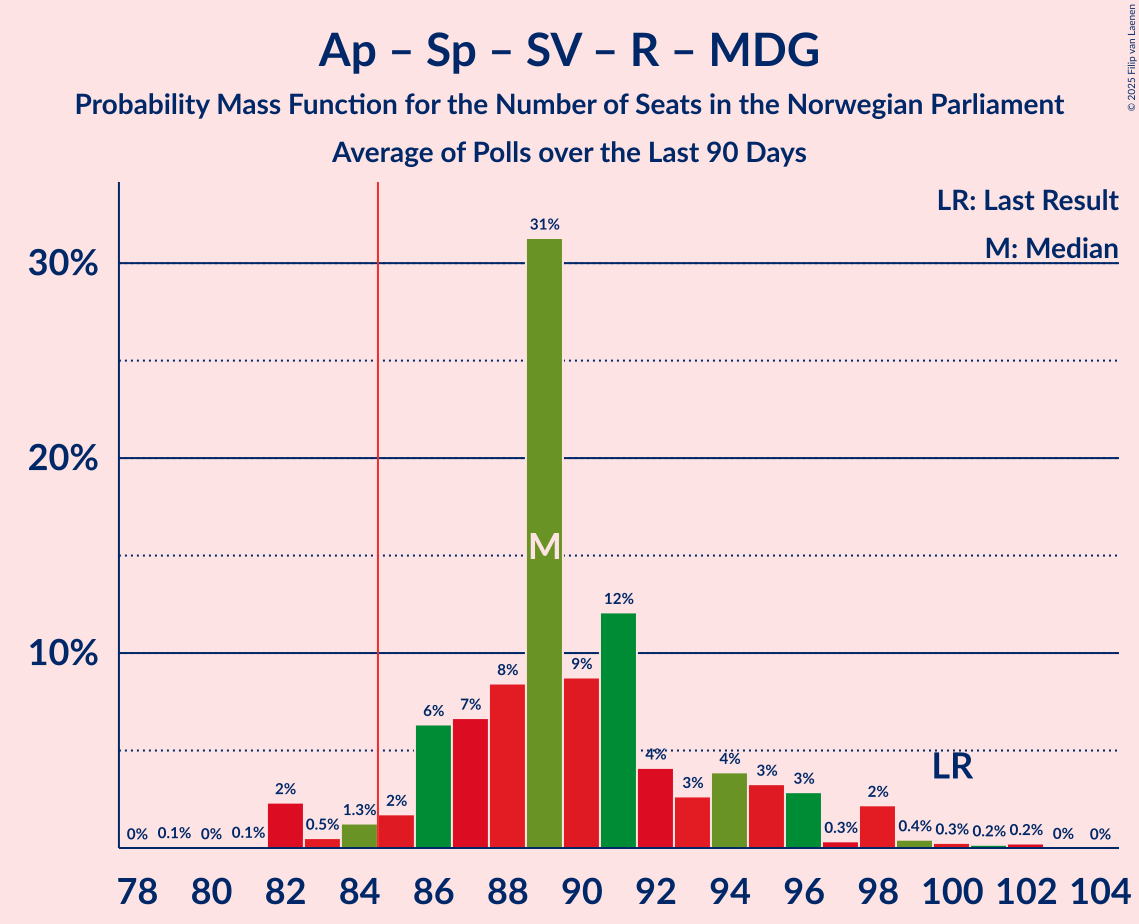 Ap – Sp – SV – R – MDG
Probability Mass Function for the Number of Seats in the Norwegian Parliament
Average of Polls over the Last 90 Days
© 2025 Filip van Laenen
LR: Last Result
M: Median
30%
20%
10%
0% 0.1% 0% 0.1% 2% 0.5% 1.3% 2% 6% 7% 8% 31% 9% 12% 4% 3% 4% 3% 3% 0.3% 2% 0.4% 0.3% 0.2% 0.2% 0% 0%
M
LR
78 80 82 84 86 88 90 92 94 96 98 100 102 104